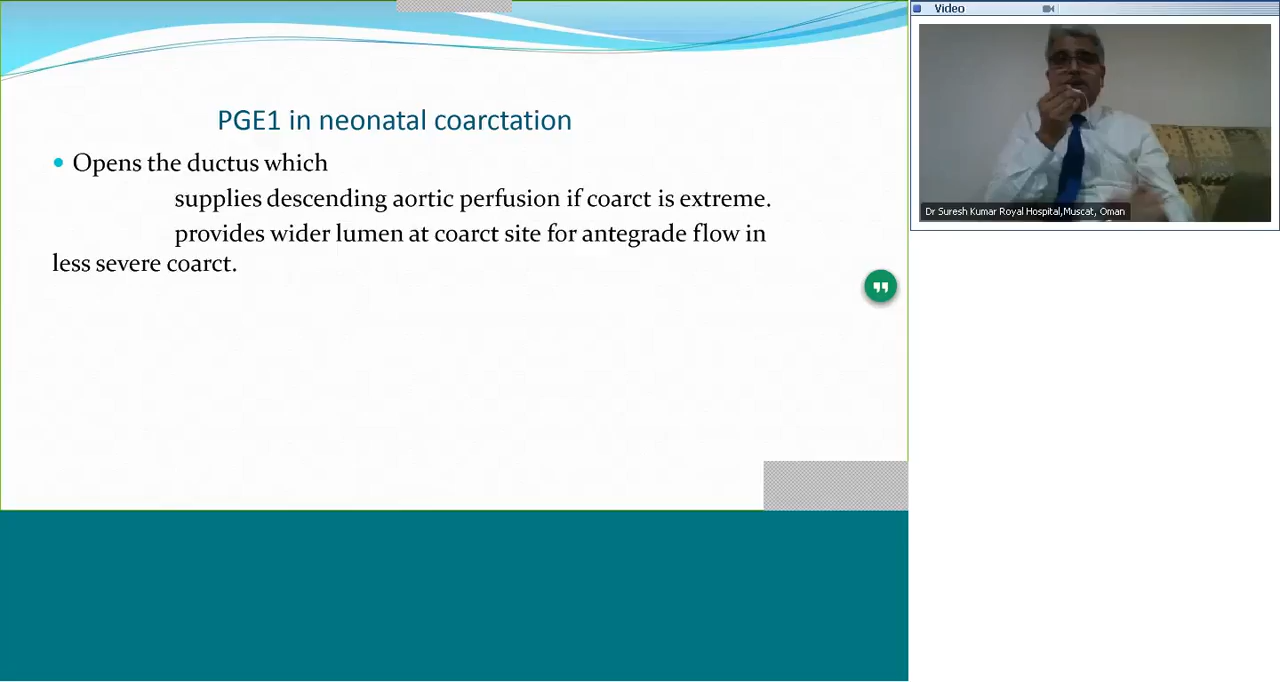 PGE1 in neonatal coarctation
• Opens the ductus which
supplies descending aortic perfusion if coarct is extreme.
provides wider lumen at coarct site for antegrade flow in
less severe coarct.
Video
Dr Suresh Kumar Royal Hospital,Muscat, Oman